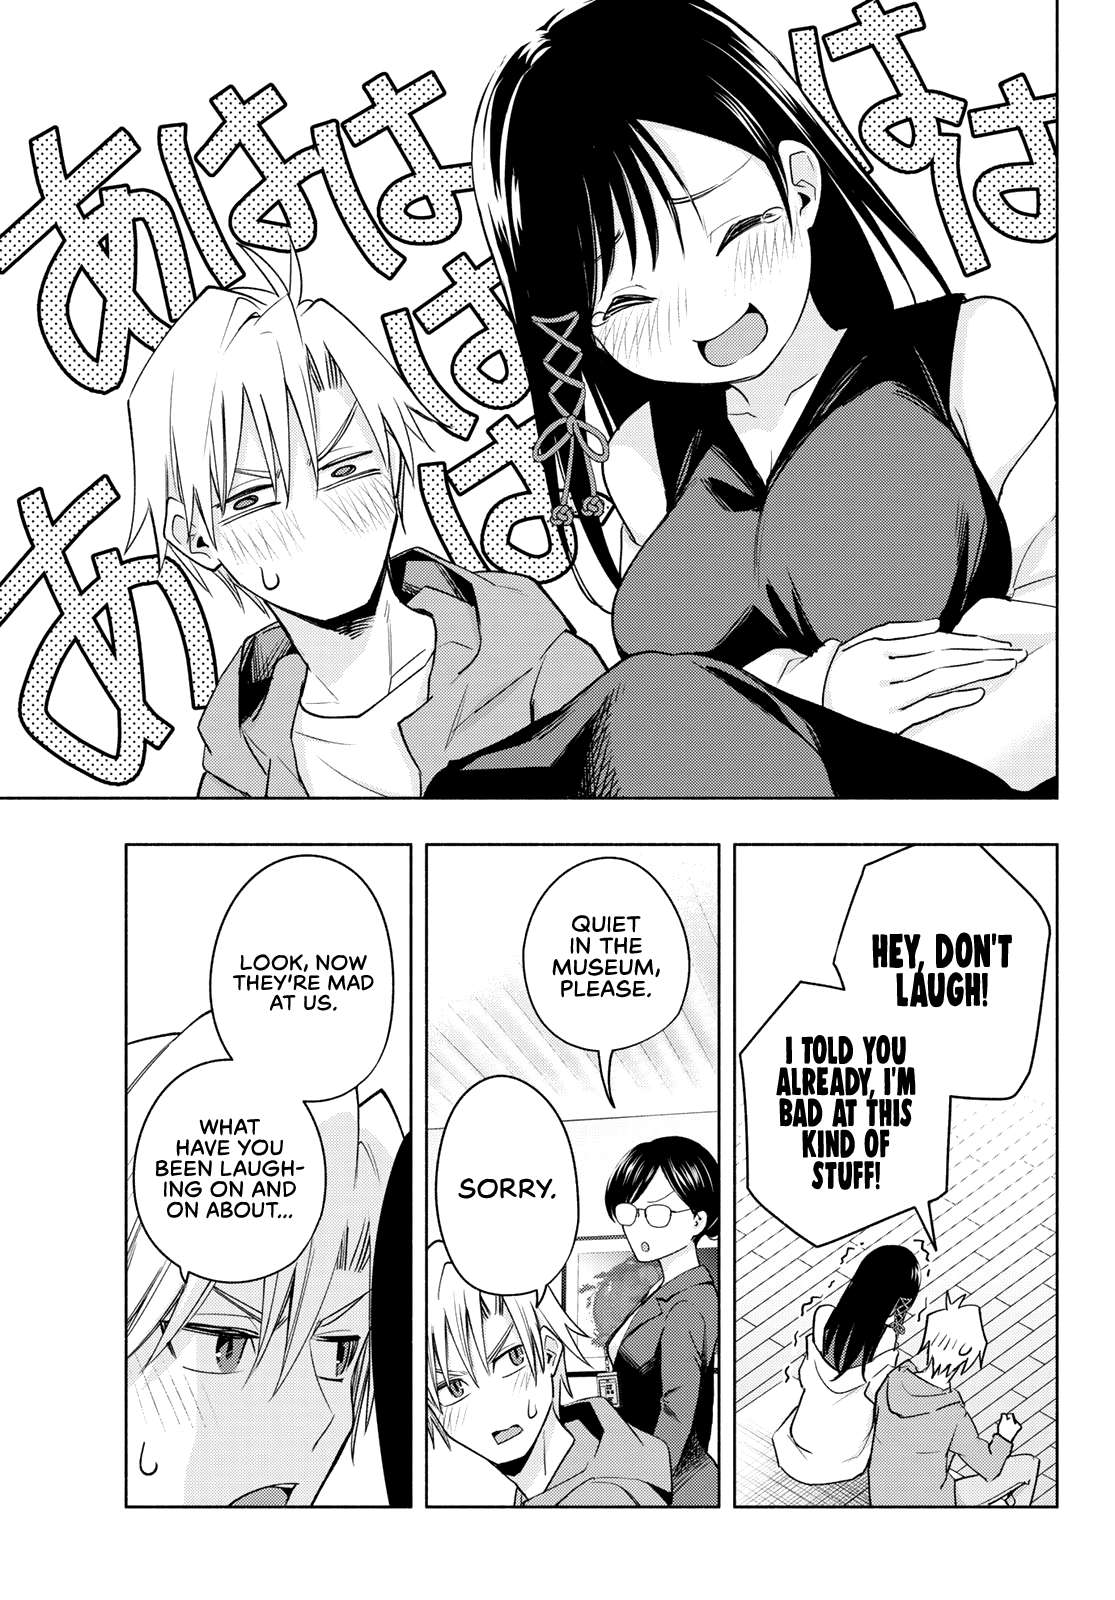 あはははははははは
あ
HEY, DON'T
LAUGH!
I TOLD YOU
ALREADY, I'M
BAD AT THIS
KIND OF
STUFF!
QUIET
IN THE
MUSEUM,
PLEASE.
SORRY.
LOOK, NOW
THEY'RE MAD
AT US.
WHAT
HAVE YOU
BEEN LAUGH-
ING ON AND
ON ABOUT...